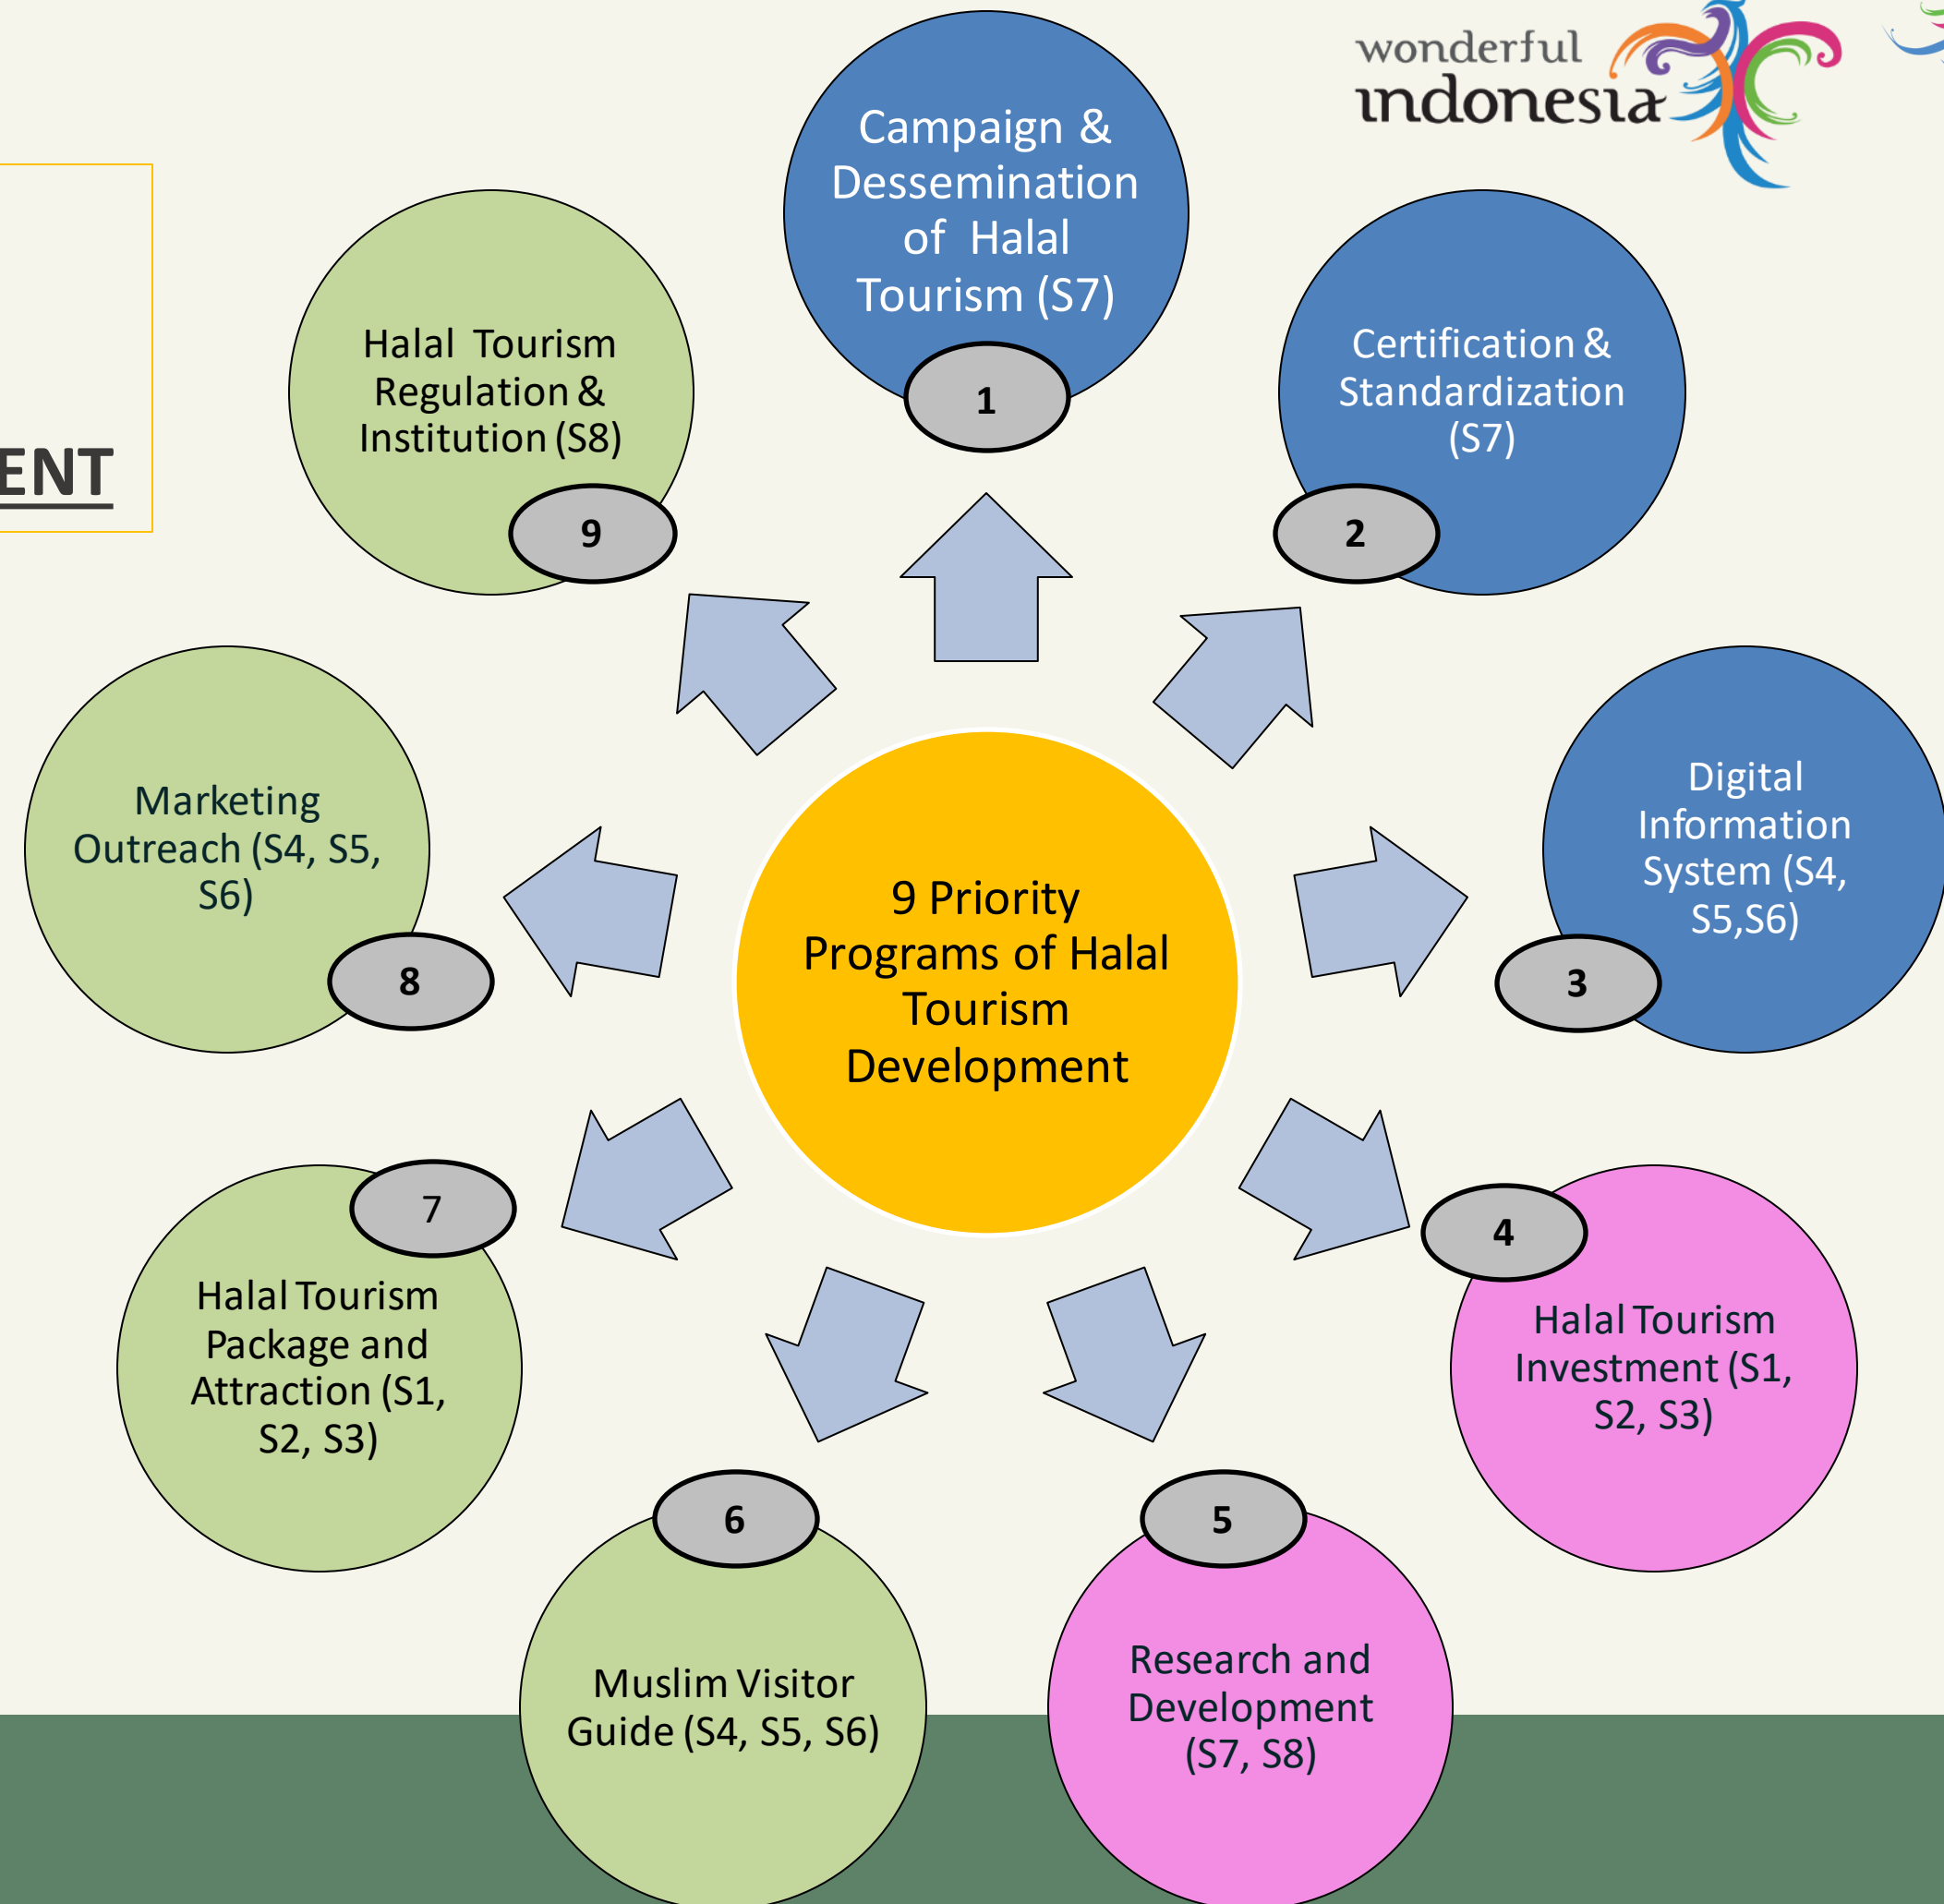 wonderful
indonesia
ENT
Campaign &
Dessemination
of Halal
Tourism (S7)
1
Certification &
Standardization
(S7)
2
Digital
Information
System (S4,
S5,S6)
3
Halal Tourism
Investment (S1,
S2, S3)
4
Research and
Development
(S7, S8)
5
Muslim Visitor
Guide (S4, S5, S6)
6
Halal Tourism
Package and
Attraction (S1,
S2, S3)
7
Marketing
Outreach (S4, S5,
S6)
8
Halal Tourism
Regulation &
Institution (S8)
9
9 Priority
Programs of Halal
Tourism
Development